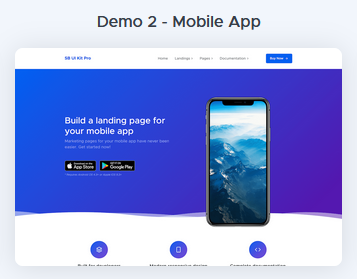 Demo 2 - Mobile App
SB UI Kit Pro
Home Landings Pages Documentation Buy Now
Build a landing page for
your mobile app
Marketing pages for your mobile app have never been
easier. Get started now!
Download on the App Store GET IT ON Google Play
Built for developers Modern responsive design Complete documentation